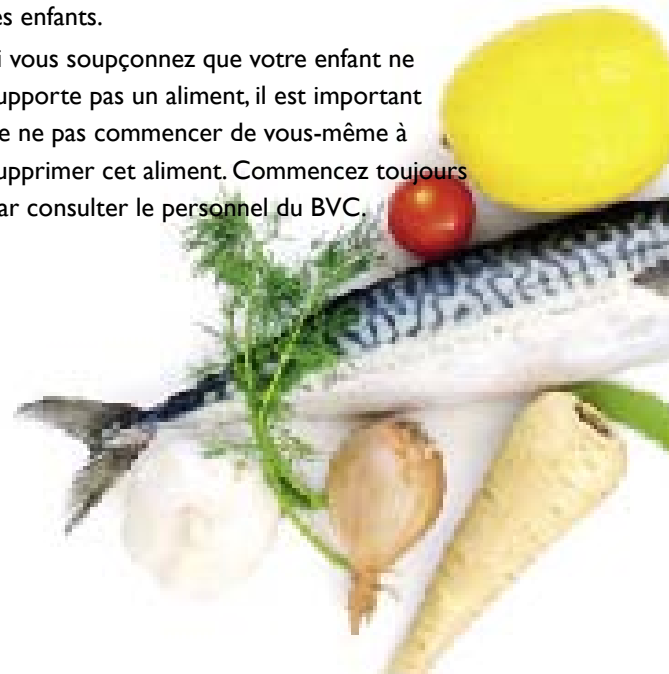 es enfants.
i vous soupçonnez que votre enfant ne
upporte pas un aliment, il est important
e ne pas commencer de vous-même à
upprimer cet aliment. Commencez toujours
ar consulter le personnel du BVC.